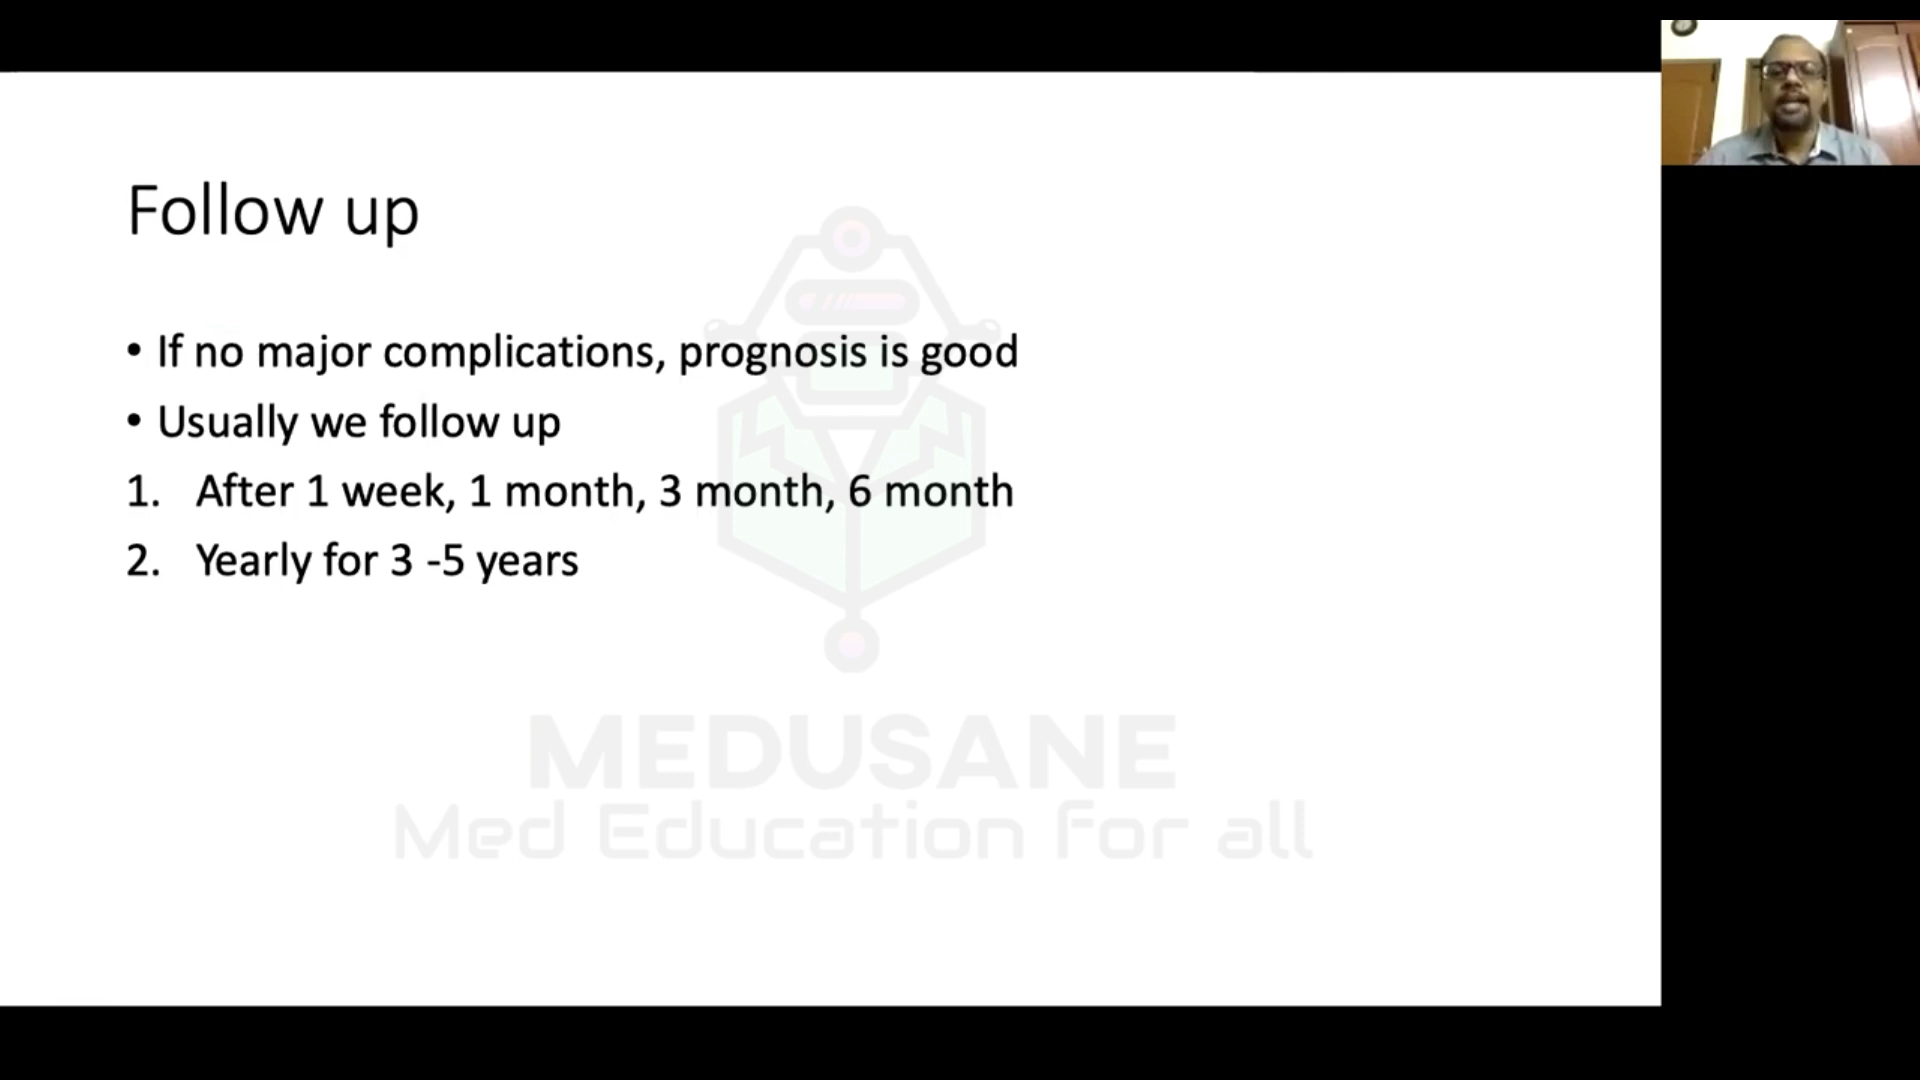 Follow up
• If no major complications, prognosis is good
• Usually we follow up
1. After 1 week, 1 month, 3 month, 6 month
2. Yearly for 3 -5 years
MEDUSANE
Med Education for all